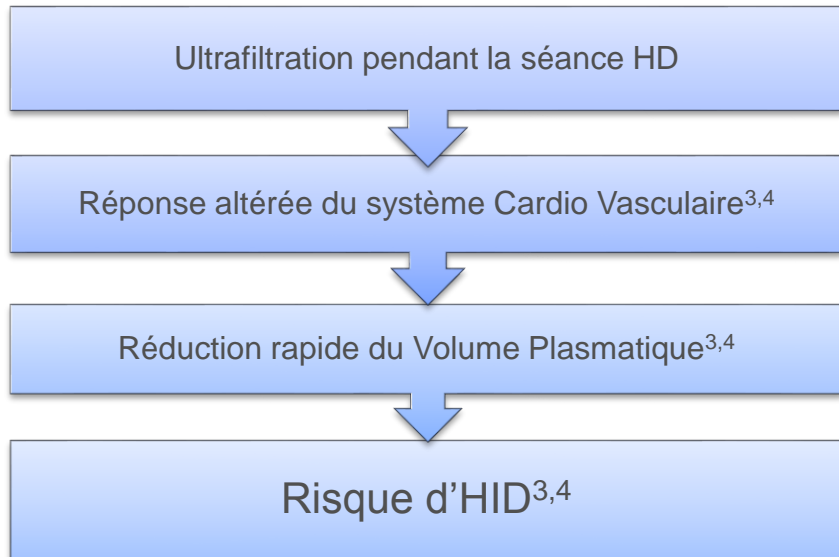 Ultrafiltration pendant la séance HD
Réponse altérée du système Cardio Vasculaire³,⁴
Réduction rapide du Volume Plasmatique³,⁴
Risque d’HID³,⁴